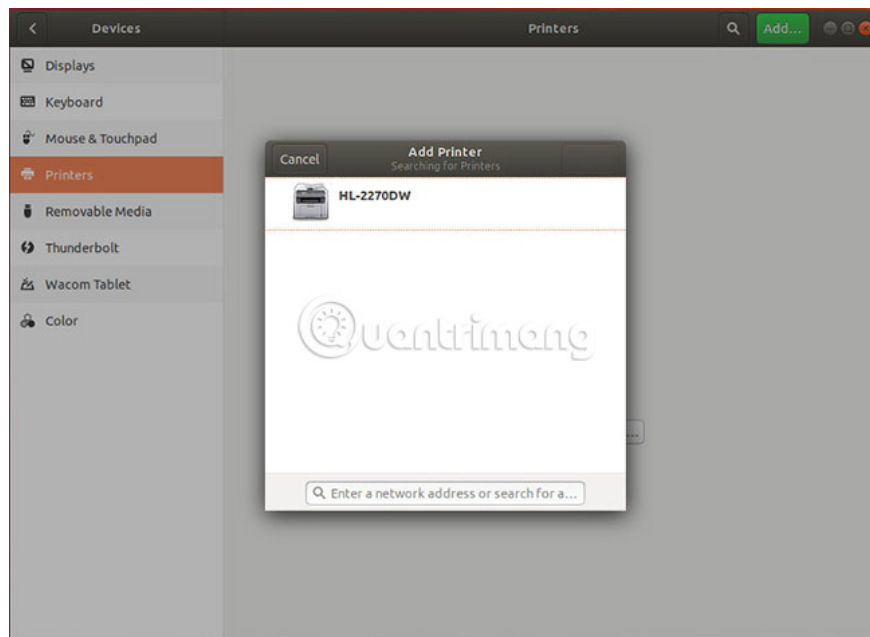 Devices
Printers
Add...
Displays
Keyboard
Mouse & Touchpad
Printers
Removable Media
Thunderbolt
Wacom Tablet
Color
Cancel
Add Printer
Searching for Printers
HL-2270DW
Quantrimang
...
Enter a network address or search for a...